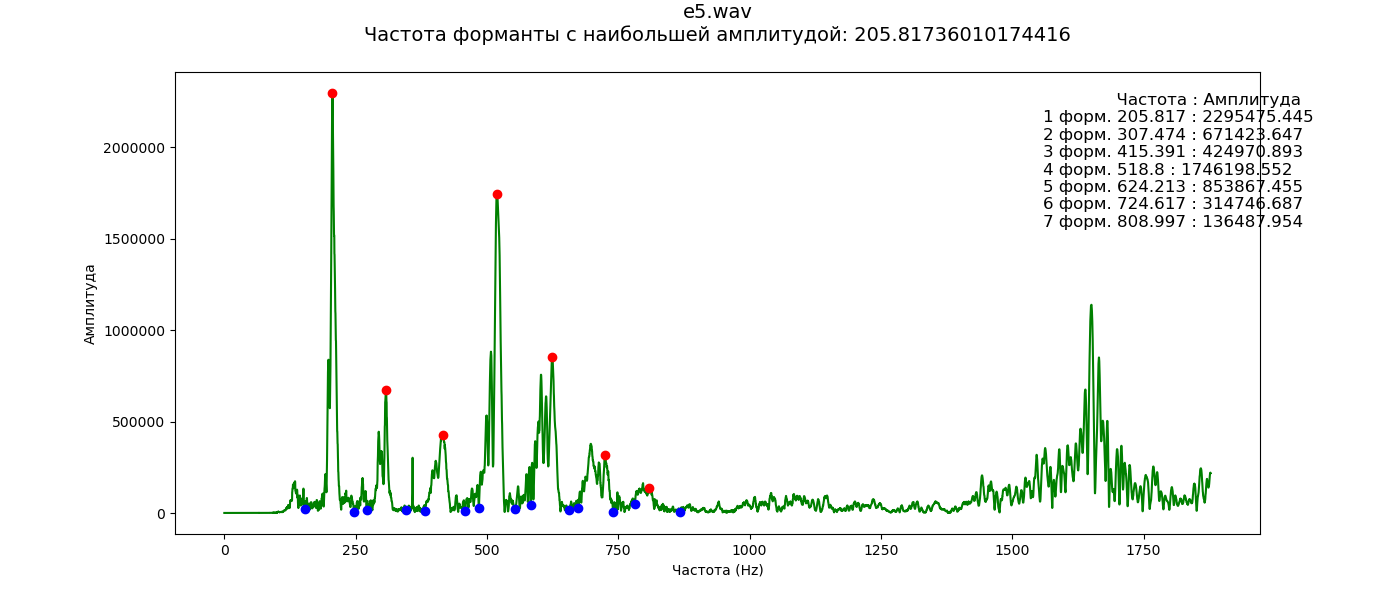 e5.wav
Частота форманты с наибольшей амплитудой: 205.81736010174416
Частота : Амплитуда
1 форм. 205.817 : 2295475.445
2 форм. 307.474 : 671423.647
3 форм. 415.391 : 424970.893
4 форм. 518.8 : 1746198.552
5 форм. 624.213 : 853867.455
6 форм. 724.617 : 314746.687
7 форм. 808.997 : 136487.954
2000000
1500000
1000000
500000
0
Амплитуда
0 250 500 750 1000 1250 1500 1750
Частота (Hz)